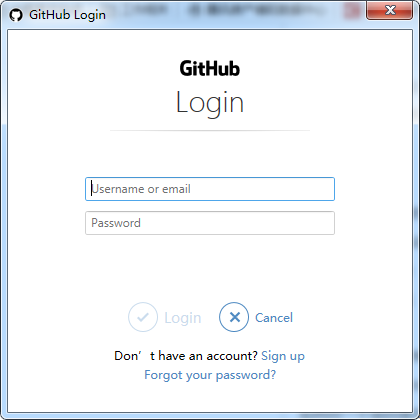 GitHub Login
GitHub
Login
Username or email
Password
Login
Cancel
Don't have an account? Sign up
Forgot your password?